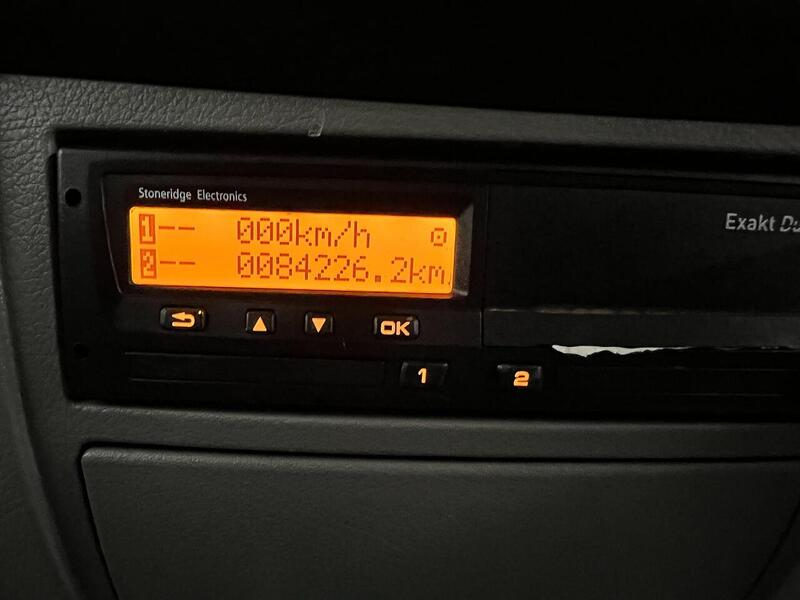 Stoneridge Electronics
1-- 000km/h
2-- 0084226.2km
Exakt Du
OK
1
2